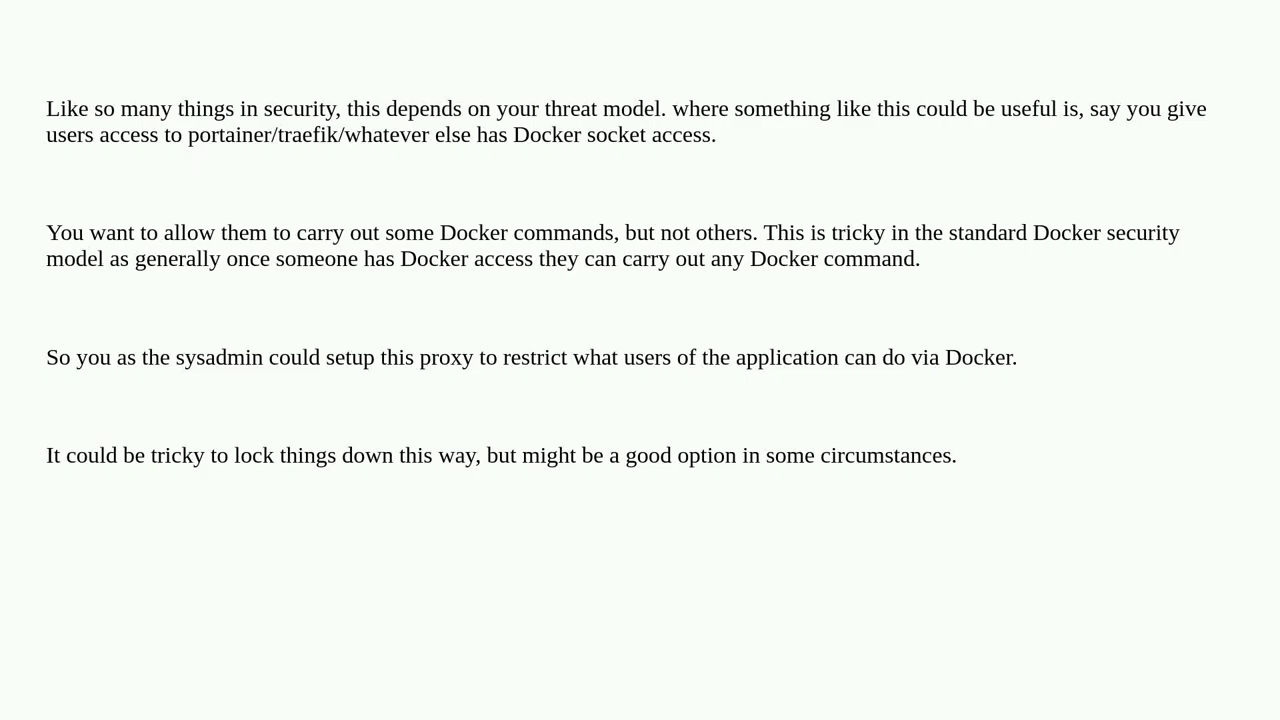 Like so many things in security, this depends on your threat model. where something like this could be useful is, say you give
users access to portainer/traefik/whatever else has Docker socket access.
You want to allow them to carry out some Docker commands, but not others. This is tricky in the standard Docker security
model as generally once someone has Docker access they can carry out any Docker command.
So you as the sysadmin could setup this proxy to restrict what users of the application can do via Docker.
It could be tricky to lock things down this way, but might be a good option in some circumstances.